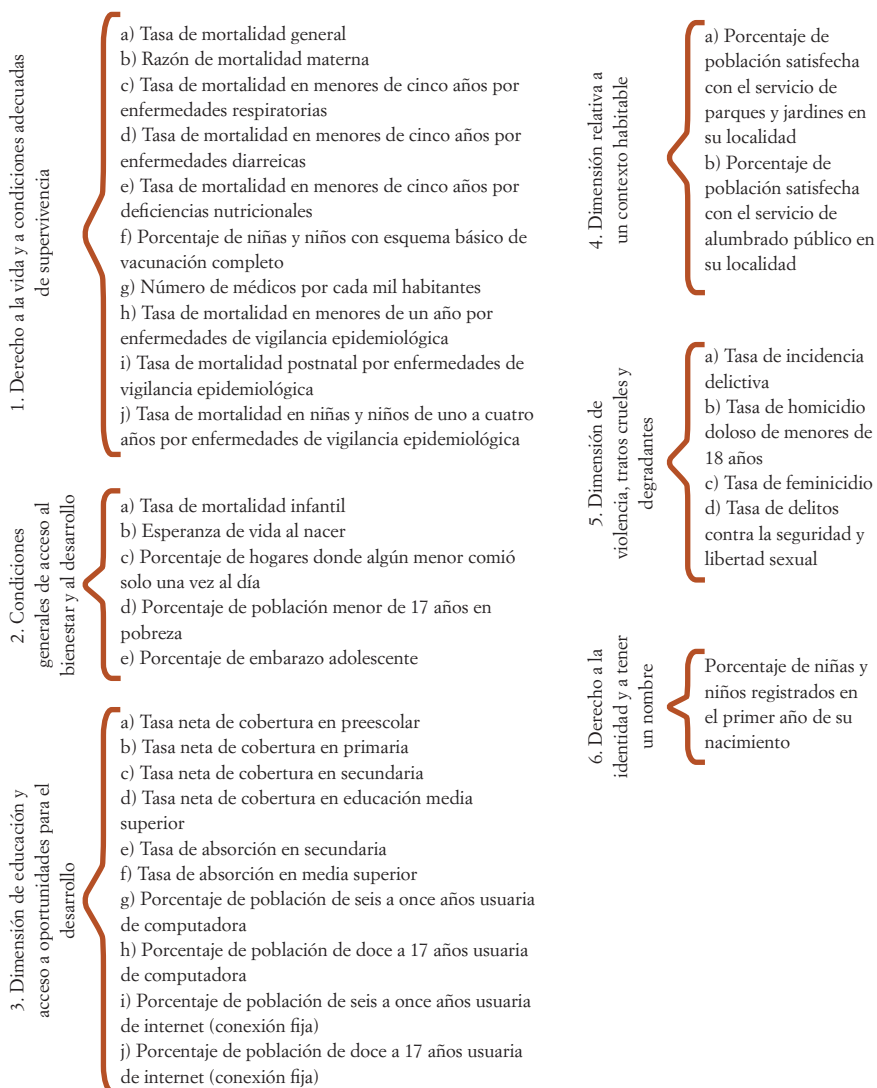 1. Derecho a la vida y a condiciones adecuadas
de supervivencia
a) Tasa de mortalidad general
b) Razón de mortalidad materna
c) Tasa de mortalidad en menores de cinco años por
enfermedades respiratorias
d) Tasa de mortalidad en menores de cinco años por
enfermedades diarreicas
e) Tasa de mortalidad en menores de cinco años por
deficiencias nutricionales
f) Porcentaje de niñas y niños con esquema básico de
vacunación completo
g) Número de médicos por cada mil habitantes
h) Tasa de mortalidad en menores de un año por
enfermedades de vigilancia epidemiológica
i) Tasa de mortalidad postnatal por enfermedades de
vigilancia epidemiológica
j) Tasa de mortalidad en niñas y niños de uno a cuatro
años por enfermedades de vigilancia epidemiológica
2. Condiciones
generales de acceso al
bienestar y al desarrollo
a) Tasa de mortalidad infantil
b) Esperanza de vida al nacer
c) Porcentaje de hogares donde algún menor comió
solo una vez al día
d) Porcentaje de población menor de 17 años en
pobreza
e) Porcentaje de embarazo adolescente
3. Dimensión de educación y
acceso a oportunidades para el
desarrollo
a) Tasa neta de cobertura en preescolar
b) Tasa neta de cobertura en primaria
c) Tasa neta de cobertura en secundaria
d) Tasa neta de cobertura en educación media
superior
e) Tasa de absorción en secundaria
f) Tasa de absorción en media superior
g) Porcentaje de población de seis a once años usuaria
de computadora
h) Porcentaje de población de doce a 17 años usuaria
de computadora
i) Porcentaje de población de seis a once años usuaria
de internet (conexión fija)
j) Porcentaje de población de doce a 17 años usuaria
de internet (conexión fija)
4. Dimensión relativa a
un contexto habitable
a) Porcentaje de
población satisfecha
con el servicio de
parques y jardines en
su localidad
b) Porcentaje de
población satisfecha
con el servicio de
alumbrado público en
su localidad
5. Dimensión de
violencia, tratos crueles y
degradantes
a) Tasa de incidencia
delictiva
b) Tasa de homicidio
doloso de menores de
18 años
c) Tasa de feminicidio
d) Tasa de delitos
contra la seguridad y
libertad sexual
6. Derecho a la
identidad y a tener
un nombre
Porcentaje de niñas y
niños registrados en
el primer año de su
nacimiento